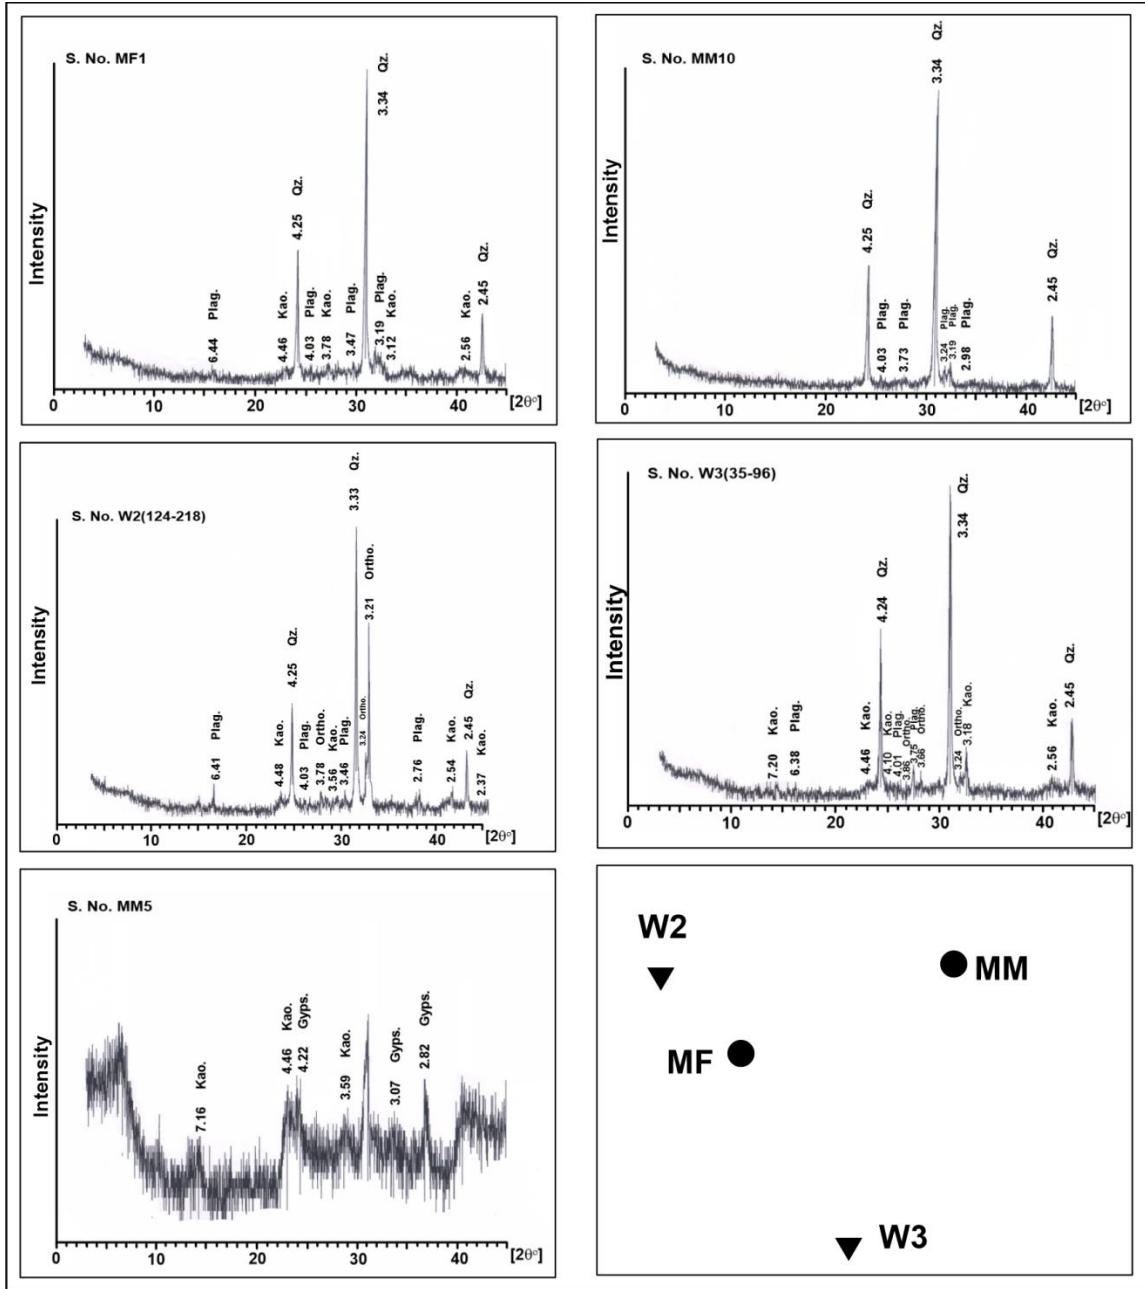 S. No. MF1
Intensity
6.44 Plag.
4.46 Kao.
4.25 Qz.
4.03 Plag.
3.78 Kao.
3.47 Plag.
3.34 Qz.
3.19 Plag.
3.12 Kao.
2.56 Kao.
2.45 Qz.
0 10 20 30 40 [2θ°]
S. No. MM10
Intensity
4.25 Qz.
4.03 Plag.
3.73 Plag.
3.34 Qz.
3.24 Plag.
3.19 Plag.
2.98 Plag.
2.45 Qz.
0 10 20 30 40 [2θ°]
S. No. W2(124-218)
Intensity
6.41 Plag.
4.48 Kao.
4.25 Qz.
4.03 Plag.
3.78 Ortho.
3.56 Kao.
3.46 Plag.
3.33 Qz.
3.24 Ortho.
3.21 Ortho.
2.76 Plag.
2.54 Kao.
2.45 Qz.
2.37 Kao.
0 10 20 30 40 [2θ°]
S. No. W3(35-96)
Intensity
7.20 Kao.
6.38 Plag.
4.46 Kao.
4.24 Qz.
4.10 Kao.
4.01 Plag.
3.86 Ortho.
3.75 Plag.
3.66 Ortho.
3.34 Qz.
3.24 Ortho.
3.18 Kao.
2.56 Kao.
2.45 Qz.
0 10 20 30 40 [2θ°]
S. No. MM5
Intensity
7.16 Kao.
4.46 Kao.
4.22 Gyps.
3.59 Kao.
3.07 Gyps.
2.82 Gyps.
0 10 20 30 40 [2θ°]
W2
MM
MF
W3